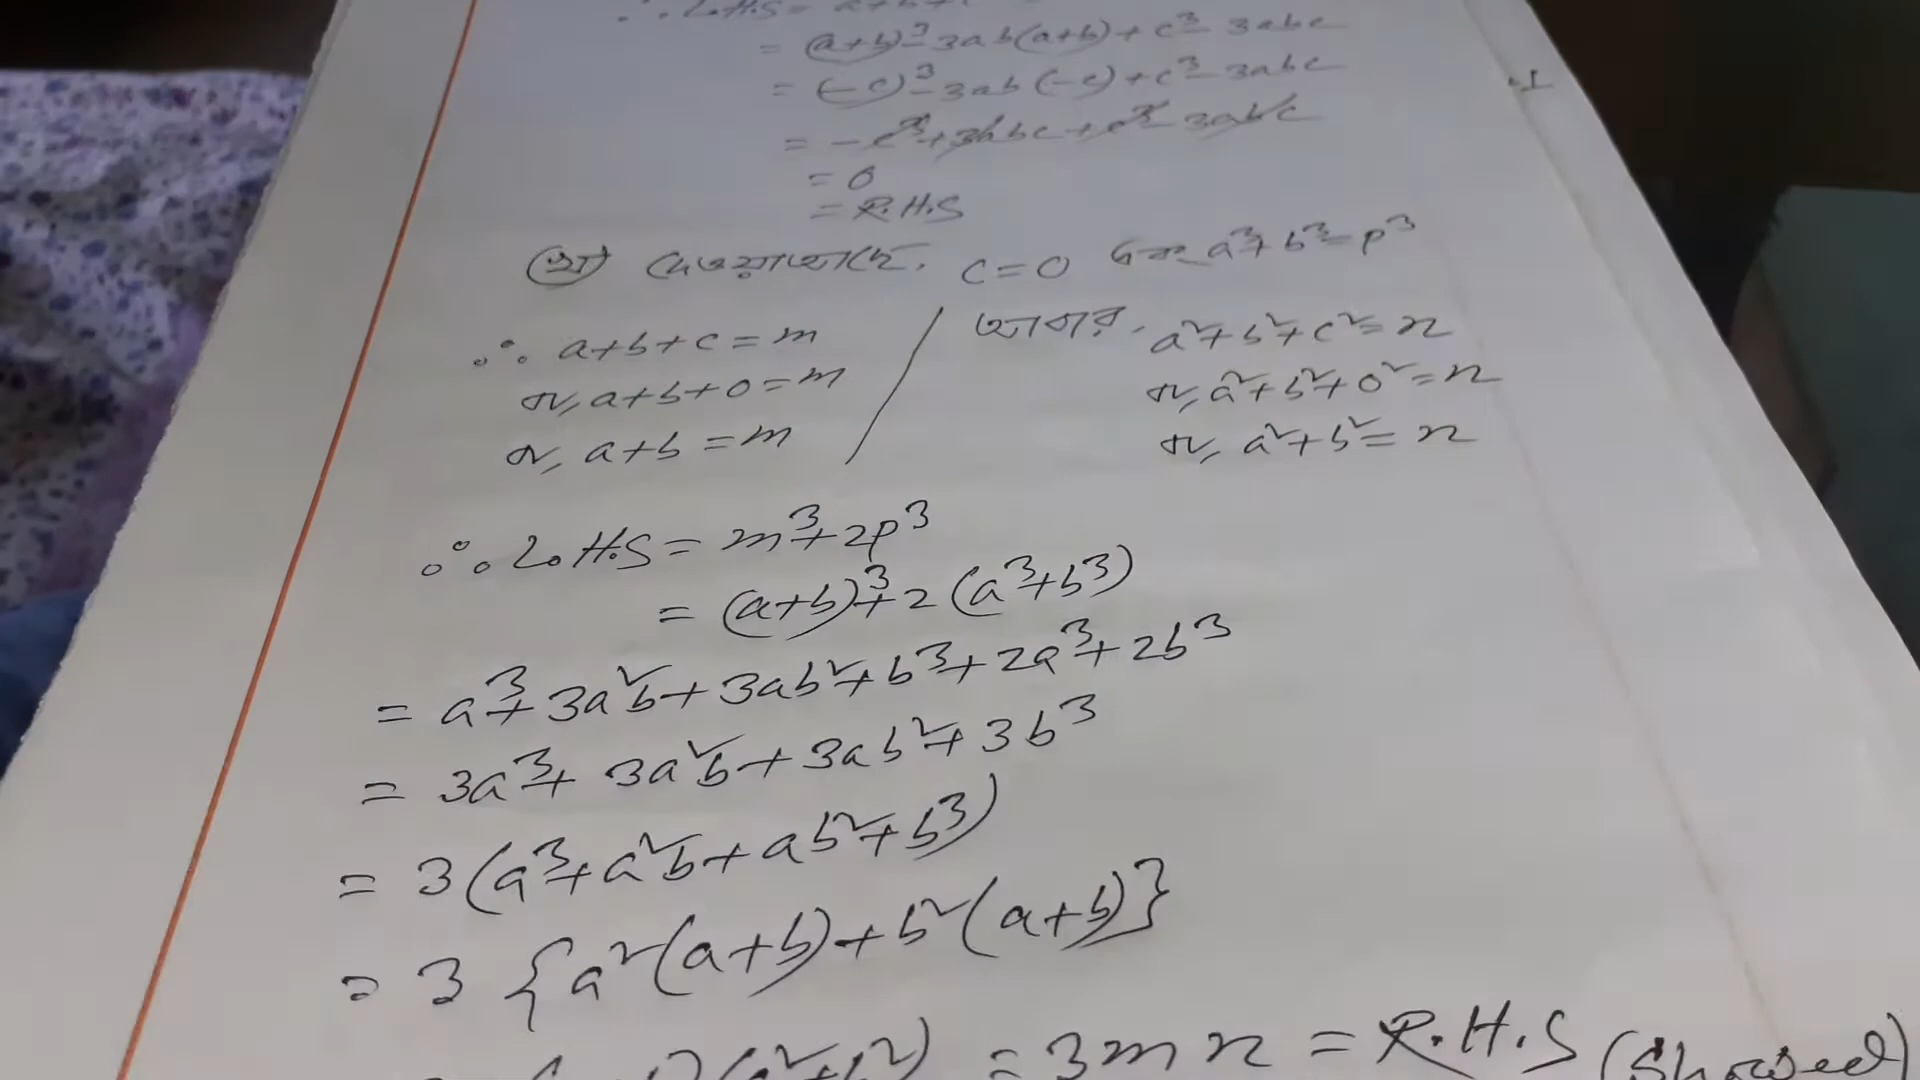 ∴ L.H.S =
= (a+b)³-3ab(a+b)+c³-3abc
= (-c)³-3ab(-c)+c³-3abc
= -c³+3abc+c³-3abc
= 0
= R.H.S
দেওয়াআছে, c=0 এবং a³+b³=p³
∴ a+b+c=m
বা, a+b+0=m
বা, a+b=m
আবার, a²+b²+c²=n
বা, a²+b²+0²=n
বা, a²+b²=n
∴ L.H.S = m³+2p³
= (a+b)³+2(a³+b³)
= a³+3a²b+3ab²+b³+2a³+2b³
= 3a³+3a²b+3ab²+3b³
= 3(a³+a²b+ab²+b³)
= 3{a²(a+b)+b²(a+b)}
(a²+b²) = 3mn = R.H.S (Showed)